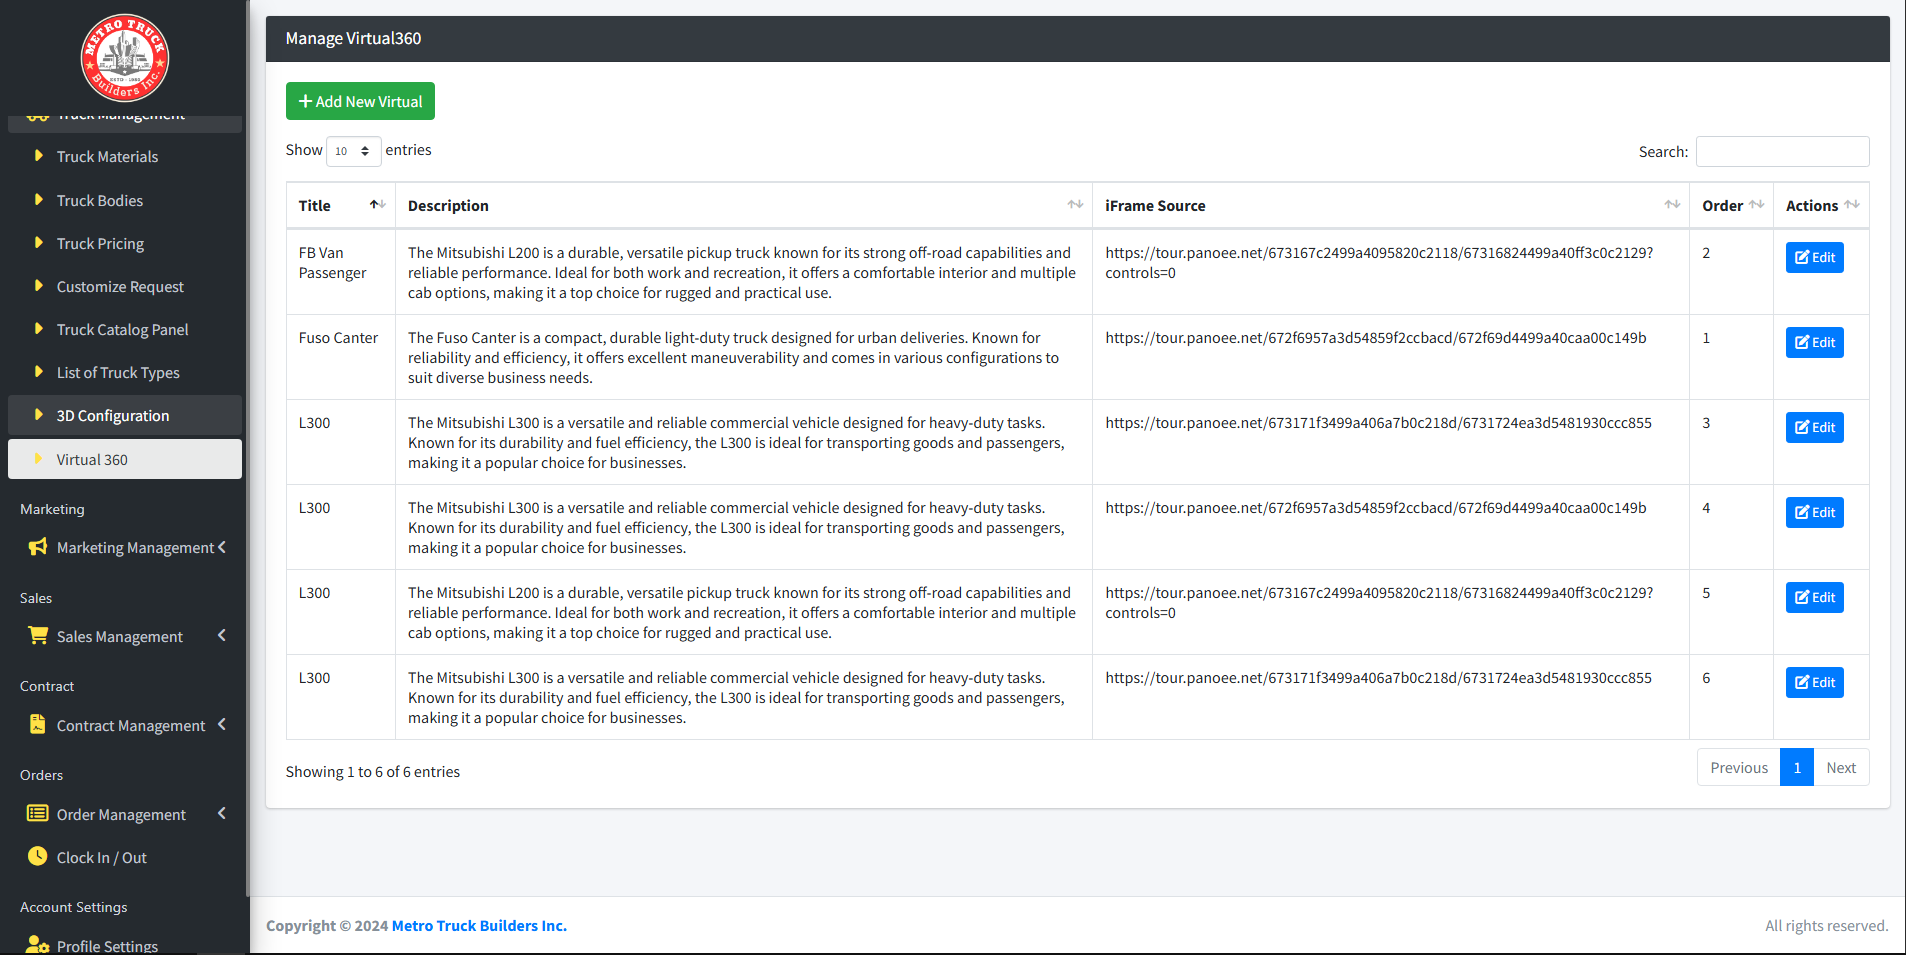 METRO TRUCK
ESTD - 1993
Builders Inc.
Truck Management
Truck Materials
Truck Bodies
Truck Pricing
Customize Request
Truck Catalog Panel
List of Truck Types
3D Configuration
Virtual 360
Marketing
Marketing Management
Sales
Sales Management
Contract
Contract Management
Orders
Order Management
Clock In / Out
Account Settings
Profile Settings
Manage Virtual360
Add New Virtual
Show 10 entries
Search:
Title Description iFrame Source Order Actions
FB Van Passenger
The Mitsubishi L200 is a durable, versatile pickup truck known for its strong off-road capabilities and
reliable performance. Ideal for both work and recreation, it offers a comfortable interior and multiple
cab options, making it a top choice for rugged and practical use.
https://tour.panoee.net/673167c2499a4095820c2118/67316824499a40ff3c0c2129?
controls=0
2
Edit
Fuso Canter
The Fuso Canter is a compact, durable light-duty truck designed for urban deliveries. Known for
reliability and efficiency, it offers excellent maneuverability and comes in various configurations to
suit diverse business needs.
https://tour.panoee.net/672f6957a3d54859f2ccbacd/672f69d4499a40caa00c149b
1
Edit
L300
The Mitsubishi L300 is a versatile and reliable commercial vehicle designed for heavy-duty tasks.
Known for its durability and fuel efficiency, the L300 is ideal for transporting goods and passengers,
making it a popular choice for businesses.
https://tour.panoee.net/673171f3499a406a7b0c218d/6731724ea3d5481930ccc855
3
Edit
L300
The Mitsubishi L300 is a versatile and reliable commercial vehicle designed for heavy-duty tasks.
Known for its durability and fuel efficiency, the L300 is ideal for transporting goods and passengers,
making it a popular choice for businesses.
https://tour.panoee.net/672f6957a3d54859f2ccbacd/672f69d4499a40caa00c149b
4
Edit
L300
The Mitsubishi L200 is a durable, versatile pickup truck known for its strong off-road capabilities and
reliable performance. Ideal for both work and recreation, it offers a comfortable interior and multiple
cab options, making it a top choice for rugged and practical use.
https://tour.panoee.net/673167c2499a4095820c2118/67316824499a40ff3c0c2129?
controls=0
5
Edit
L300
The Mitsubishi L300 is a versatile and reliable commercial vehicle designed for heavy-duty tasks.
Known for its durability and fuel efficiency, the L300 is ideal for transporting goods and passengers,
making it a popular choice for businesses.
https://tour.panoee.net/673171f3499a406a7b0c218d/6731724ea3d5481930ccc855
6
Edit
Showing 1 to 6 of 6 entries
Previous 1 Next
Copyright © 2024 Metro Truck Builders Inc.
All rights reserved.